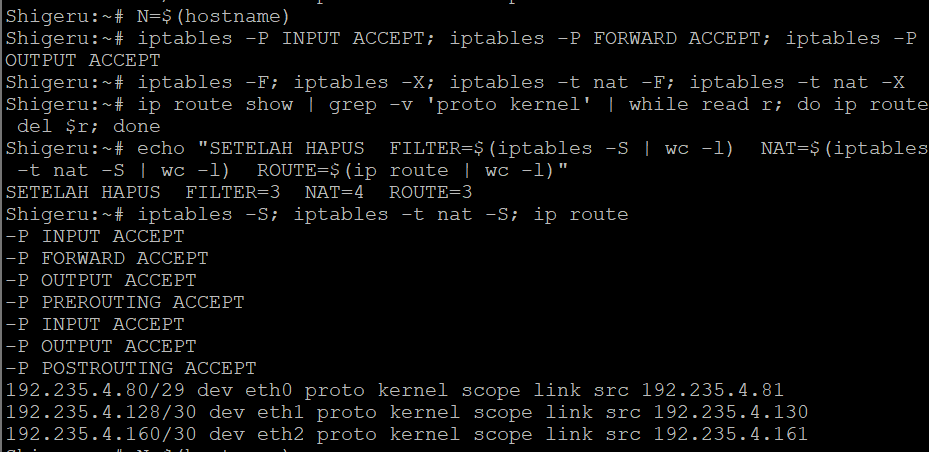 Shigeru:~# N=$(hostname)
Shigeru:~# iptables -P INPUT ACCEPT; iptables -P FORWARD ACCEPT; iptables -P
OUTPUT ACCEPT
Shigeru:~# iptables -F; iptables -X; iptables -t nat -F; iptables -t nat -X
Shigeru:~# ip route show | grep -v 'proto kernel' | while read r; do ip route
 del $r; done
Shigeru:~# echo "SETELAH HAPUS  FILTER=$(iptables -S | wc -l)  NAT=$(iptables
 -t nat -S | wc -l)  ROUTE=$(ip route | wc -l)"
SETELAH HAPUS  FILTER=3  NAT=4  ROUTE=3
Shigeru:~# iptables -S; iptables -t nat -S; ip route
-P INPUT ACCEPT
-P FORWARD ACCEPT
-P OUTPUT ACCEPT
-P PREROUTING ACCEPT
-P INPUT ACCEPT
-P OUTPUT ACCEPT
-P POSTROUTING ACCEPT
192.235.4.80/29 dev eth0 proto kernel scope link src 192.235.4.81
192.235.4.128/30 dev eth1 proto kernel scope link src 192.235.4.130
192.235.4.160/30 dev eth2 proto kernel scope link src 192.235.4.161